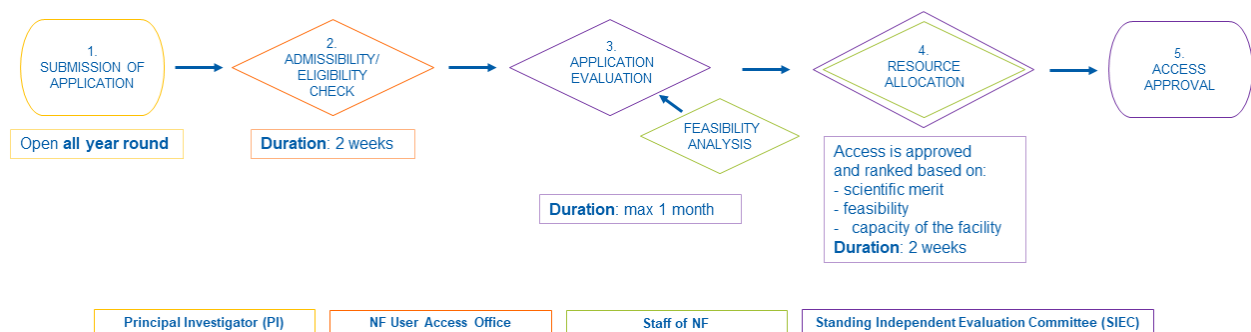 1.
SUBMISSION OF
APPLICATION
Open all year round
2.
ADMISSIBILITY/
ELIGIBILITY
CHECK
Duration: 2 weeks
3.
APPLICATION
EVALUATION
FEASIBILITY
ANALYSIS
Duration: max 1 month
4.
RESOURCE
ALLOCATION
Access is approved
and ranked based on:
- scientific merit
- feasibility
- capacity of the facility
Duration: 2 weeks
5.
ACCESS
APPROVAL
Principal Investigator (PI)
NF User Access Office
Staff of NF
Standing Independent Evaluation Committee (SIEC)